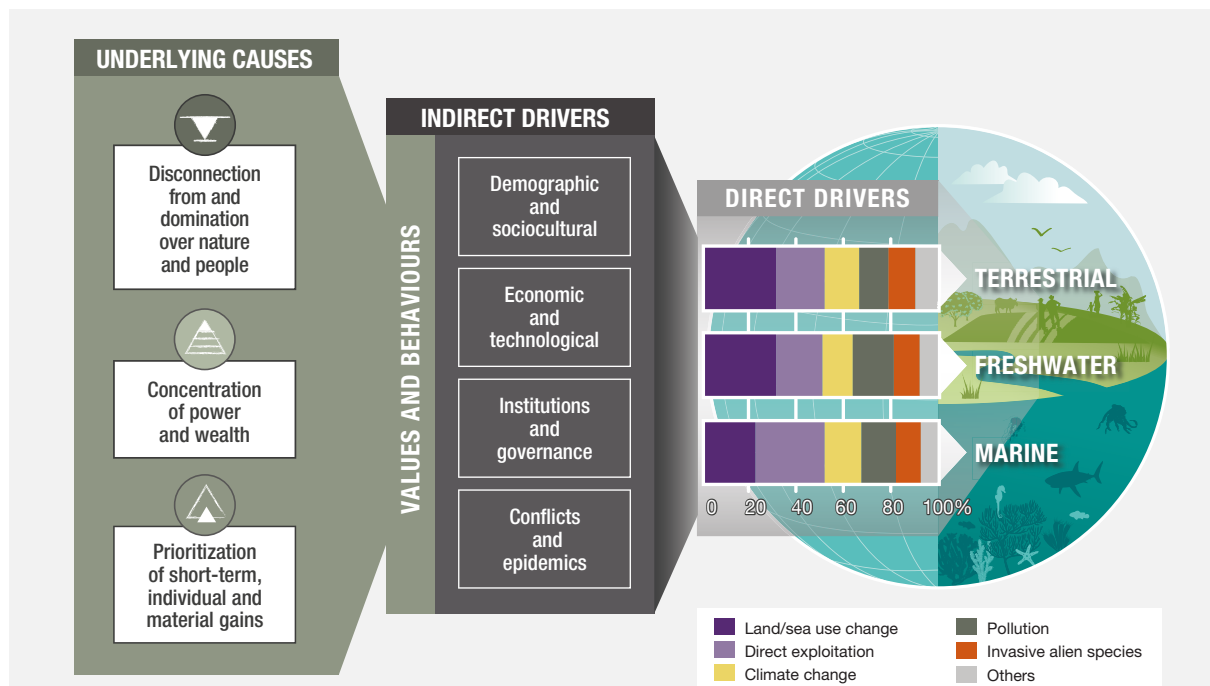 UNDERLYING CAUSES
Disconnection
from and
domination
over nature
and people
Concentration
of power
and wealth
Prioritization
of short-term,
individual and
material gains
INDIRECT DRIVERS
VALUES AND BEHAVIOURS
Demographic
and
sociocultural
Economic
and
technological
Institutions
and
governance
Conflicts
and
epidemics
DIRECT DRIVERS
TERRESTRIAL
FRESHWATER
MARINE
0 20 40 60 80 100%
Land/sea use change
Direct exploitation
Climate change
Pollution
Invasive alien species
Others